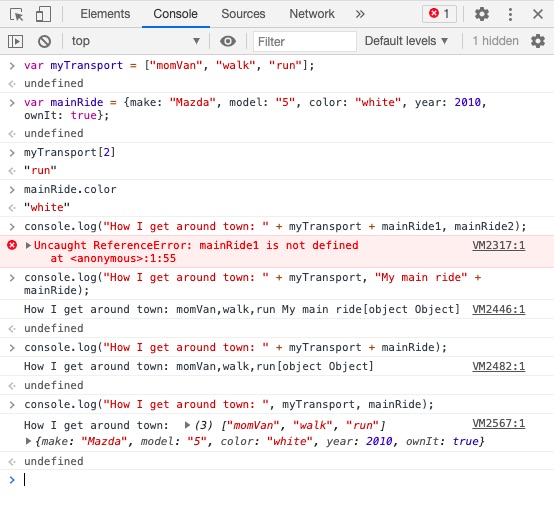 Elements Console Sources Network » 1
top Filter Default levels 1 hidden
> var myTransport = ["momVan", "walk", "run"];
undefined
> var mainRide = {make: "Mazda", model: "5", color: "white", year: 2010,
ownIt: true};
undefined
> myTransport[2]
"run"
> mainRide.color
"white"
> console.log("How I get around town: " + myTransport + mainRide1, mainRide2);
Uncaught ReferenceError: mainRide1 is not defined VM2317:1
at <anonymous>:1:55
> console.log("How I get around town: " + myTransport, "My main ride" +
mainRide);
How I get around town: momVan,walk,run My main ride[object Object] VM2446:1
undefined
> console.log("How I get around town: " + myTransport + mainRide);
How I get around town: momVan,walk,run[object Object] VM2482:1
undefined
> console.log("How I get around town: ", myTransport, mainRide);
How I get around town: (3) ["momVan", "walk", "run"] VM2567:1
{make: "Mazda", model: "5", color: "white", year: 2010, ownIt: true}
undefined
>